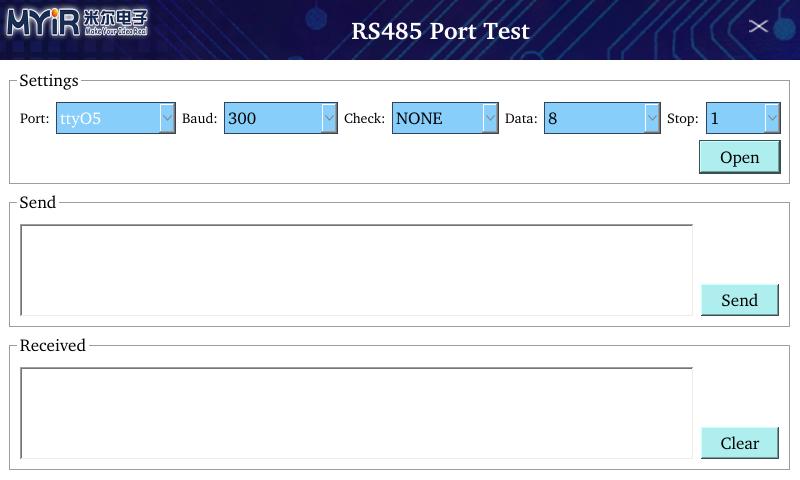 MYiR 米尔电子
Make Your Idea Real
RS485 Port Test
Settings
Port: ttyO5 Baud: 300 Check: NONE Data: 8 Stop: 1
Open
Send
Send
Received
Clear